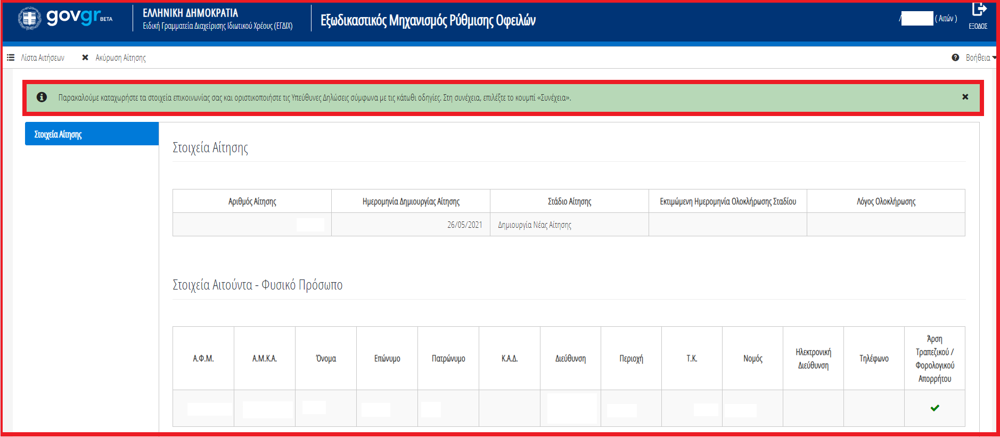 govgr BETA
ΕΛΛΗΝΙΚΗ ΔΗΜΟΚΡΑΤΙΑ
Ειδική Γραμματεία Διαχείρισης Ιδιωτικού Χρέους (ΕΓΔΙΧ)
Εξωδικαστικός Μηχανισμός Ρύθμισης Οφειλών
/ ( Αιτών )
ΕΞΟΔΟΣ
Λίστα Αιτήσεων
Ακύρωση Αίτησης
Βοήθεια
Παρακαλούμε καταχωρήστε τα στοιχεία επικοινωνίας σας και οριστικοποιήστε τις Υπεύθυνες Δηλώσεις σύμφωνα με τις κάτωθι οδηγίες. Στη συνέχεια, επιλέξτε το κουμπί «Συνέχεια».
Στοιχεία Αίτησης
Στοιχεία Αίτησης
Αριθμός Αίτησης
Ημερομηνία Δημιουργίας Αίτησης
Στάδιο Αίτησης
Εκτιμώμενη Ημερομηνία Ολοκλήρωσης Σταδίου
Λόγος Ολοκλήρωσης
26/05/2021
Δημιουργία Νέας Αίτησης
Στοιχεία Αιτούντα - Φυσικό Πρόσωπο
Α.Φ.Μ.
Α.Μ.Κ.Α.
Όνομα
Επώνυμο
Πατρώνυμο
Κ.Α.Δ.
Διεύθυνση
Περιοχή
Τ.Κ.
Νομός
Ηλεκτρονική
Διεύθυνση
Τηλέφωνο
Άρση
Τραπεζικού /
Φορολογικού
Απορρήτου